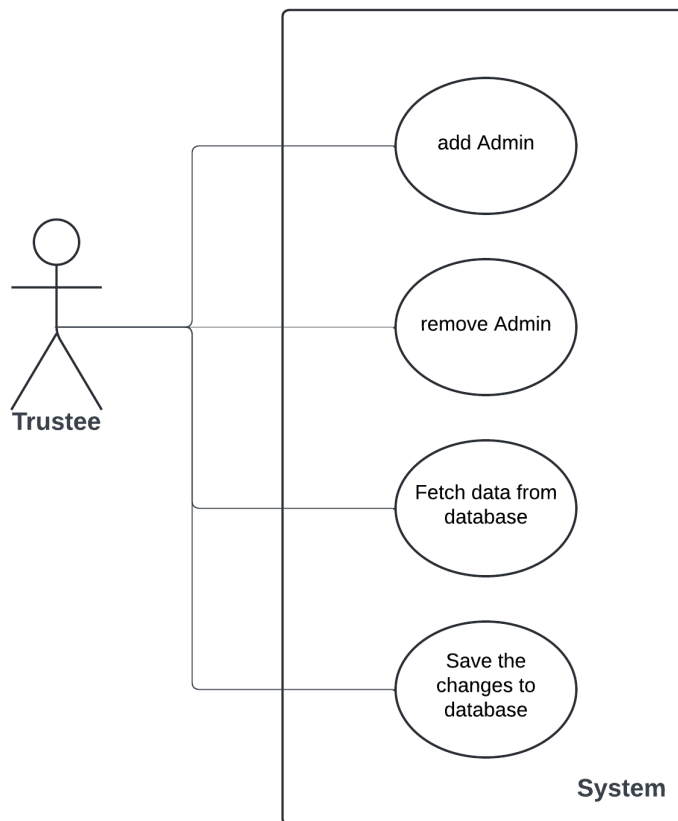 add Admin
remove Admin
Trustee
Fetch data from
database
Save the
changes to
database
System